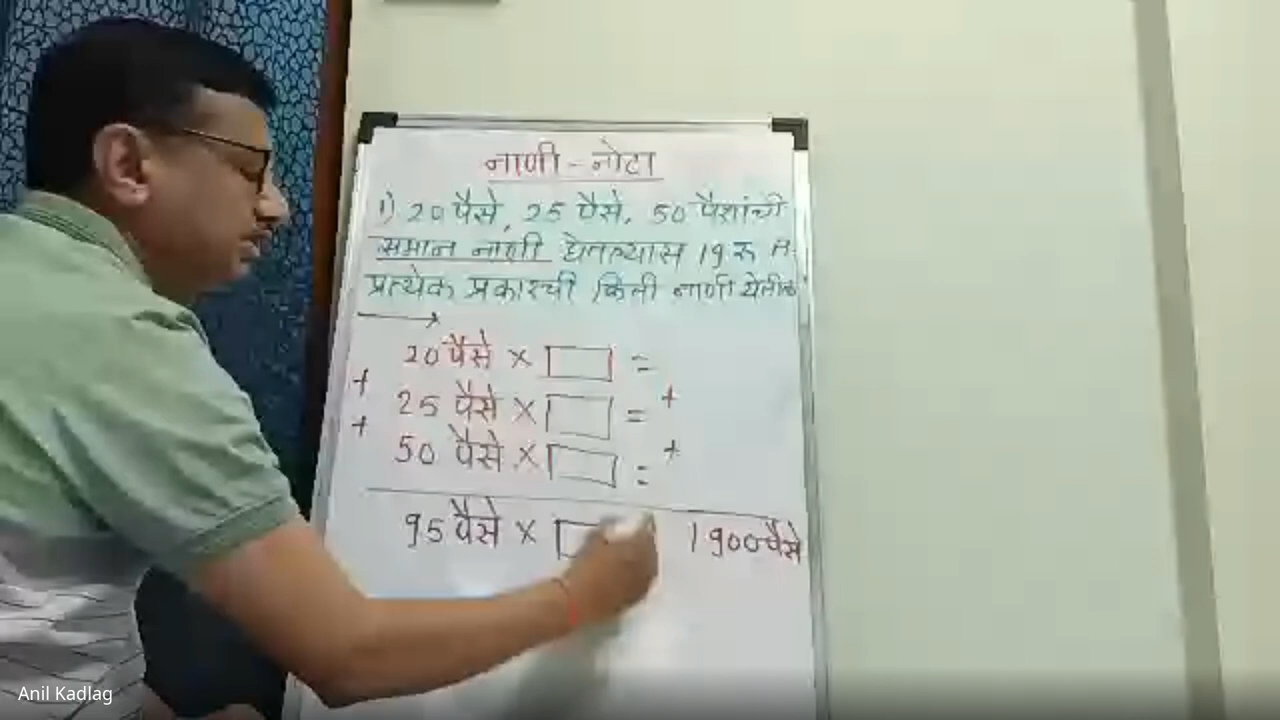 नाणी - नोटा
1) 20 पैसे, 25 पैसे, 50 पैशांची
समान नाणी घेतल्यास 19 रु त
प्रत्येक प्रकारची किती नाणी येतील
20 पैसे × =
+ 25 पैसे × = +
+ 50 पैसे × = +
95 पैसे × 1900 पैसे
Anil Kadlag